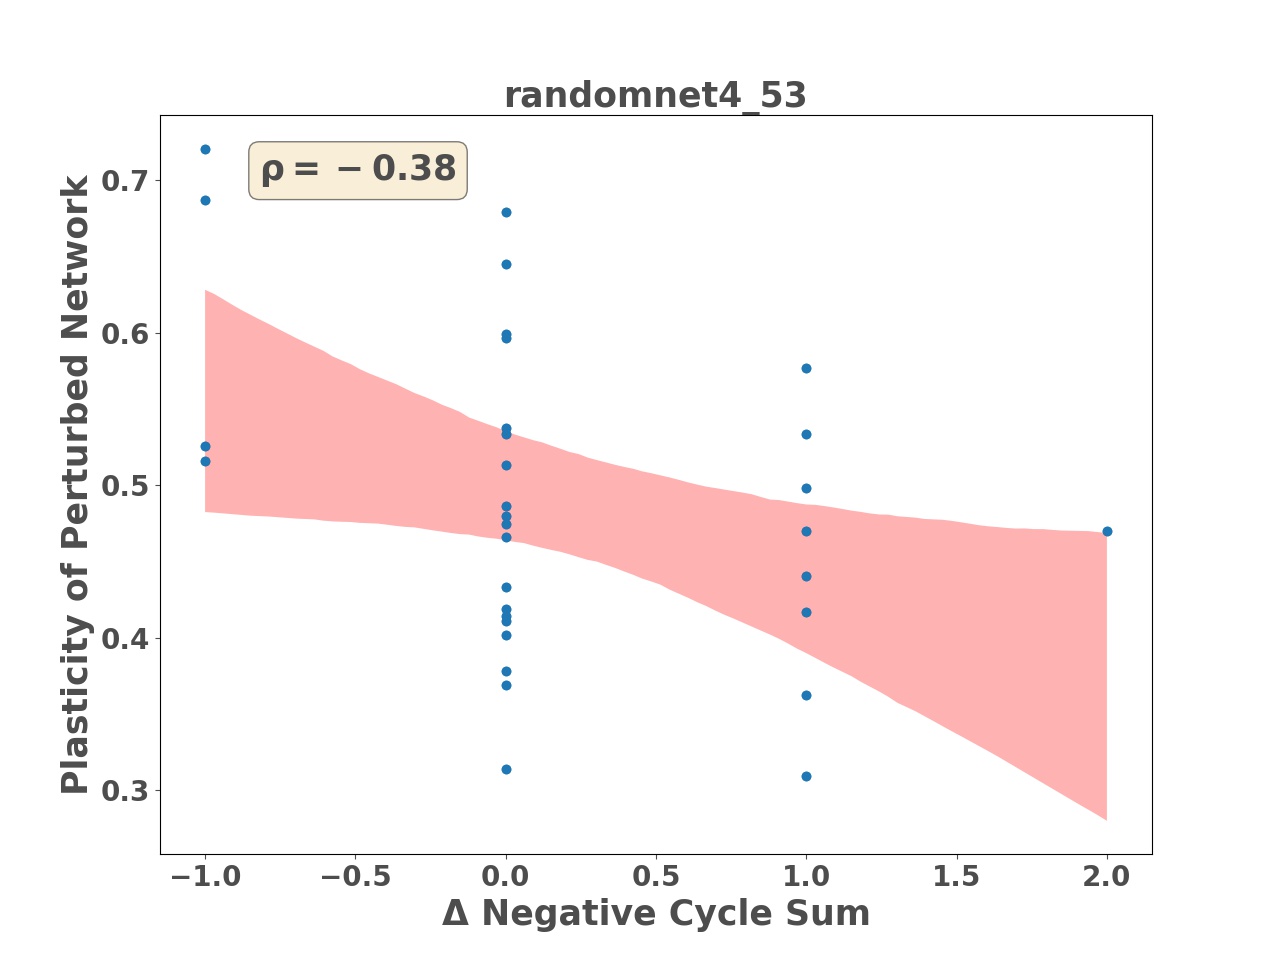 randomnet4_53
ρ = − 0.38
Plasticity of Perturbed Network
0.7
0.6
0.5
0.4
0.3
−1.0 −0.5 0.0 0.5 1.0 1.5 2.0
Δ Negative Cycle Sum